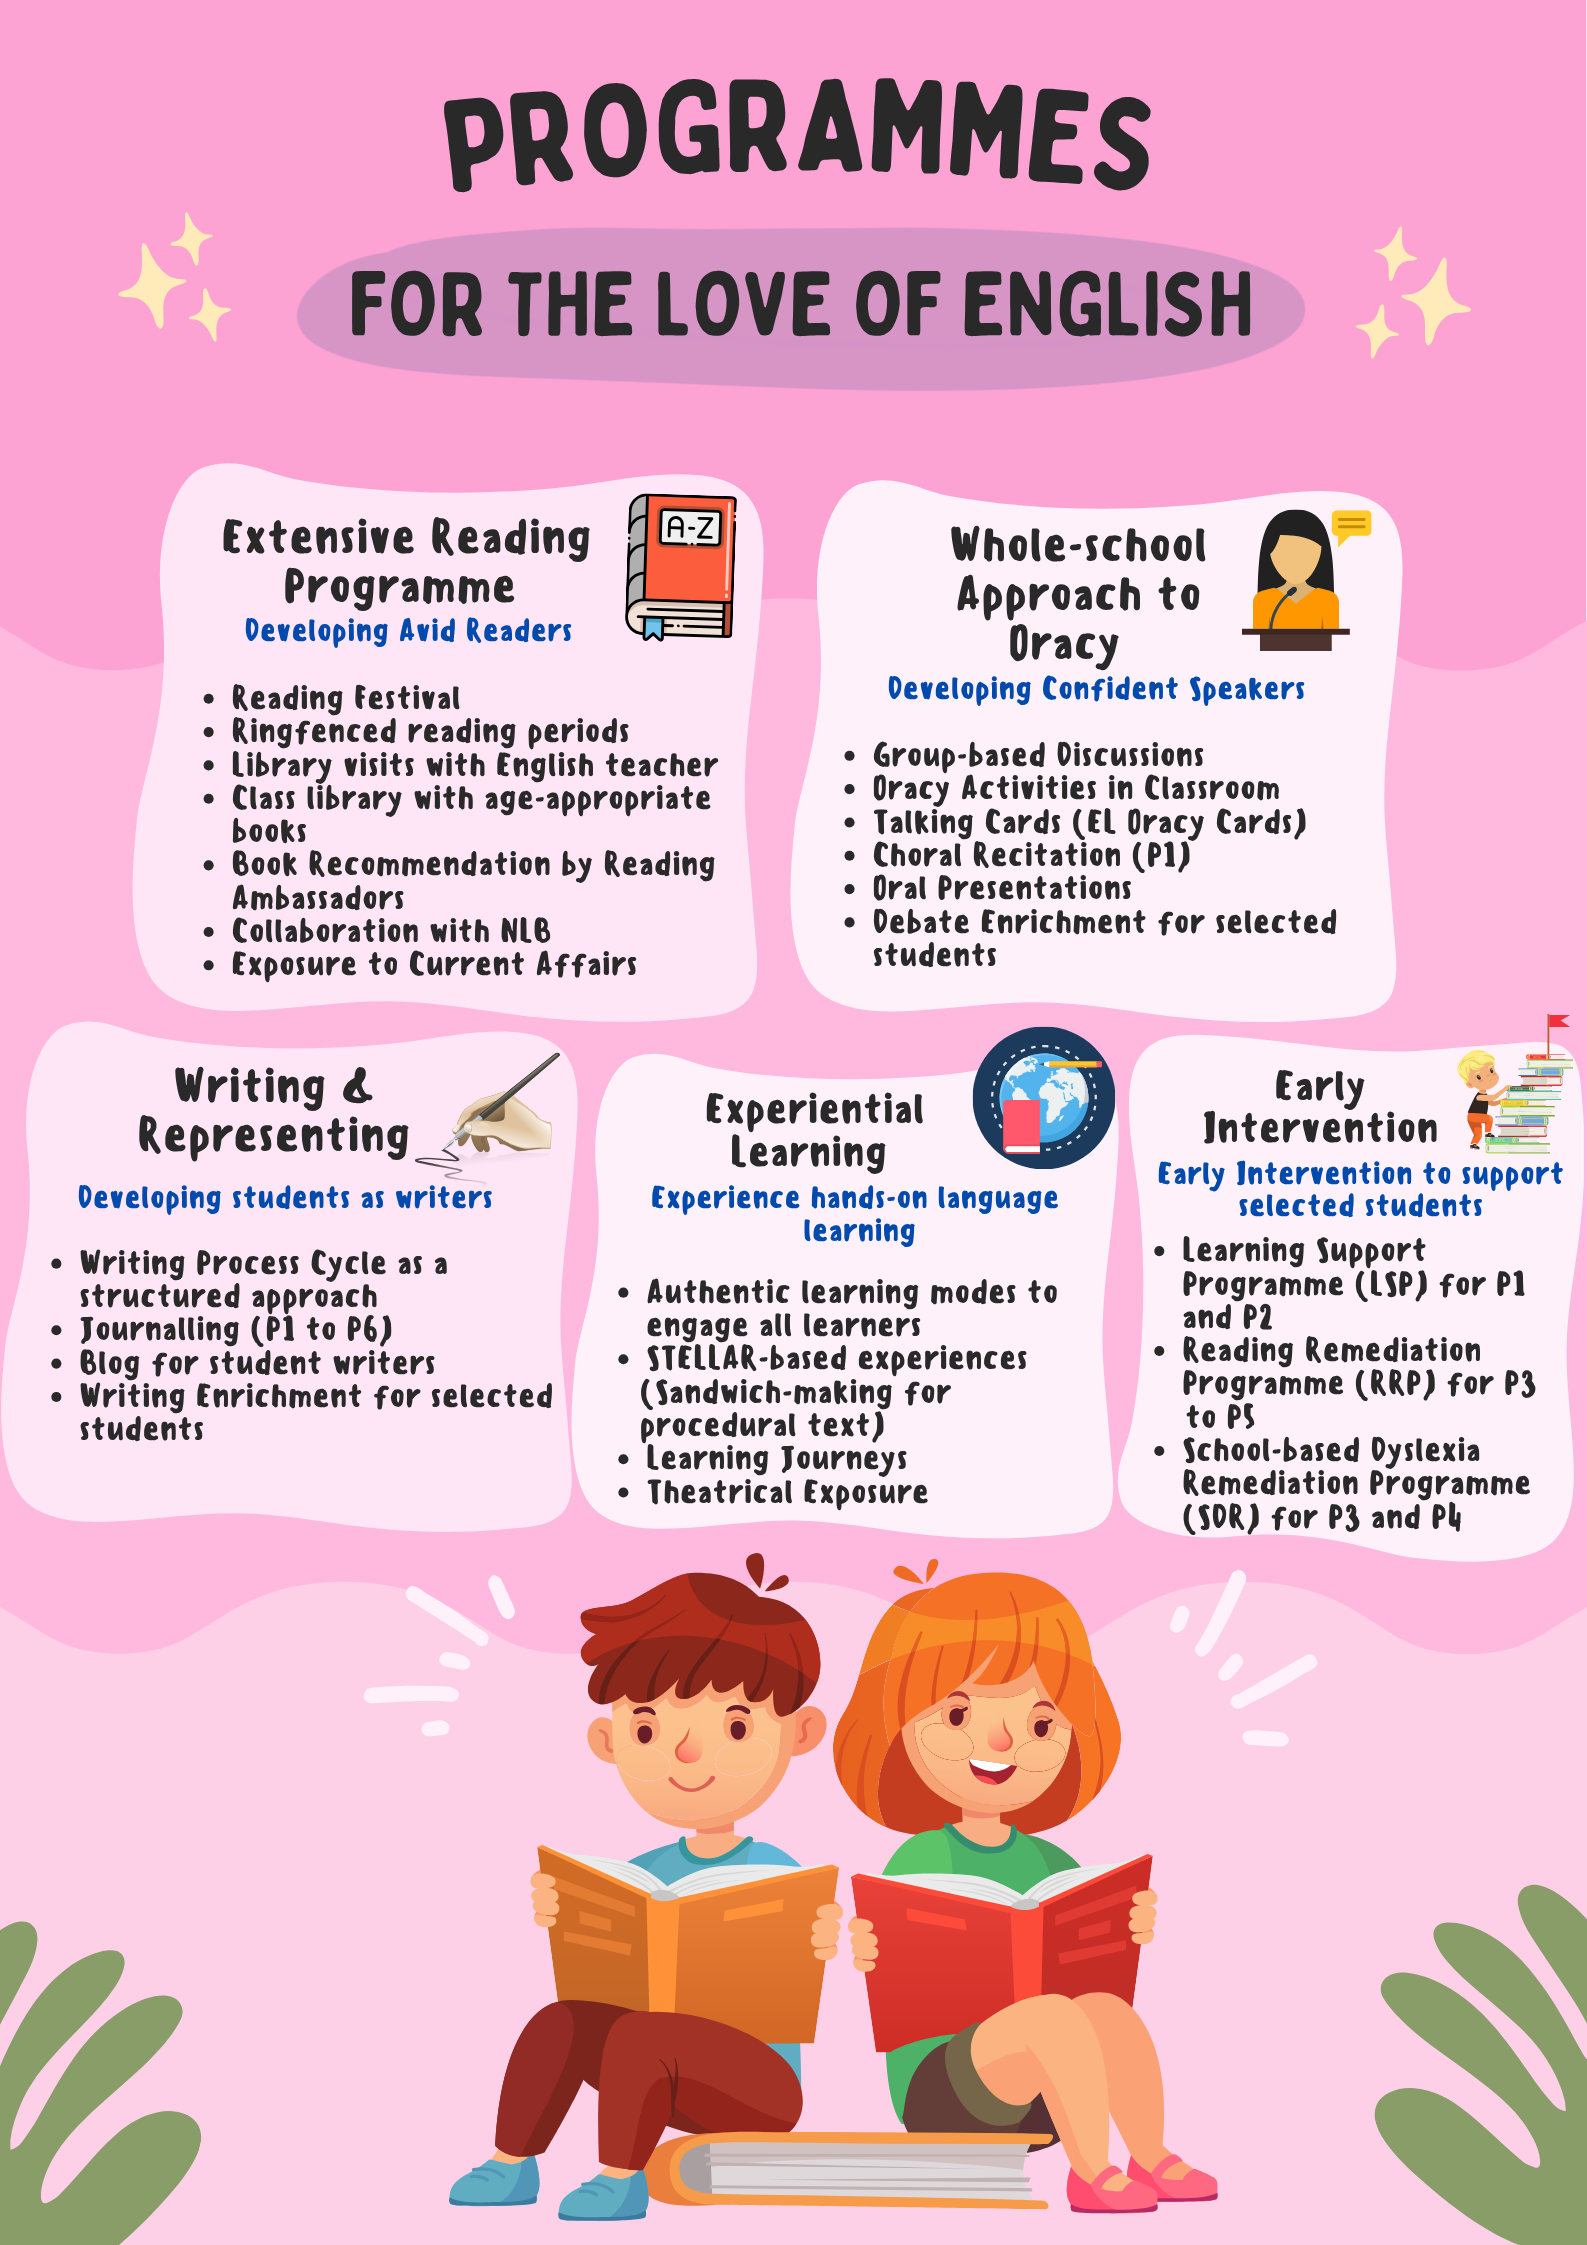 PROGRAMMES
FOR THE LOVE OF ENGLISH
Extensive Reading
Programme
Developing Avid Readers
A-Z
• Reading Festival
• Ringfenced reading periods
• Library visits with English teacher
• Class library with age-appropriate
books
• Book Recommendation by Reading
Ambassadors
• Collaboration with NLB
• Exposure to Current Affairs
Whole-school
Approach to
Oracy
Developing Confident Speakers
• Group-based Discussions
• Oracy Activities in Classroom
• Talking Cards (EL Oracy Cards)
• Choral Recitation (P1)
• Oral Presentations
• Debate Enrichment for selected
students
Writing &
Representing
Developing students as writers
• Writing Process Cycle as a
structured approach
• Journalling (P1 to P6)
• Blog for student writers
• Writing Enrichment for selected
students
Experiential
Learning
Experience hands-on language
learning
• Authentic learning modes to
engage all learners
• STELLAR-based experiences
(Sandwich-making for
procedural text)
• Learning Journeys
• Theatrical Exposure
Early
Intervention
Early Intervention to support
selected students
• Learning Support
Programme (LSP) for P1
and P2
• Reading Remediation
Programme (RRP) for P3
to P5
• School-based Dyslexia
Remediation Programme
(SDR) for P3 and P4